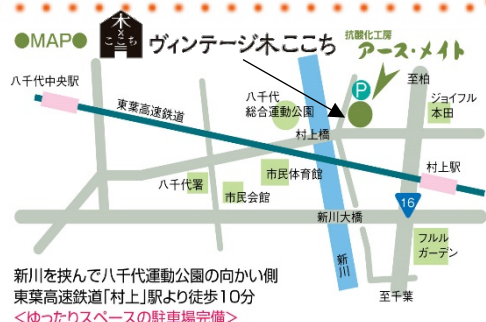 ●MAP●
木
×
ここ
ち
ヴィンテージ木ここち
抗酸化工房
アース・メイト
至柏
八千代中央駅
P
八千代
総合運動公園
ジョイフル
本田
東葉高速鉄道
村上橋
市民体育館
村上駅
八千代署
市民会館
16
新川大橋
フルル
ガーデン
新川
至千葉
新川を挟んで八千代運動公園の向かい側
東葉高速鉄道「村上」駅より徒歩10分
<ゆったりスペースの駐車場完備>